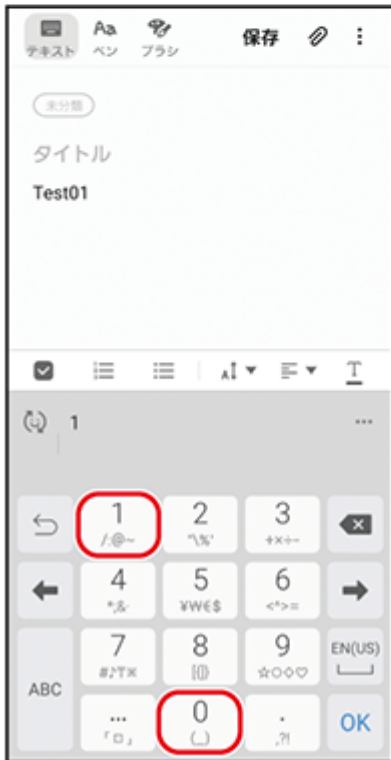 テキスト Aa ペン ブラシ 保存
未分類
タイトル
Test01
T
1 ...
1 2 3
/:@~ "\%' +×÷-
4 5 6
*,&· ¥₩€$ <^>=
7 8 9 EN(US)
#♪〒※ [{}] ☆○◇♡
ABC
... 0 . OK
「□」 (_) ,?!